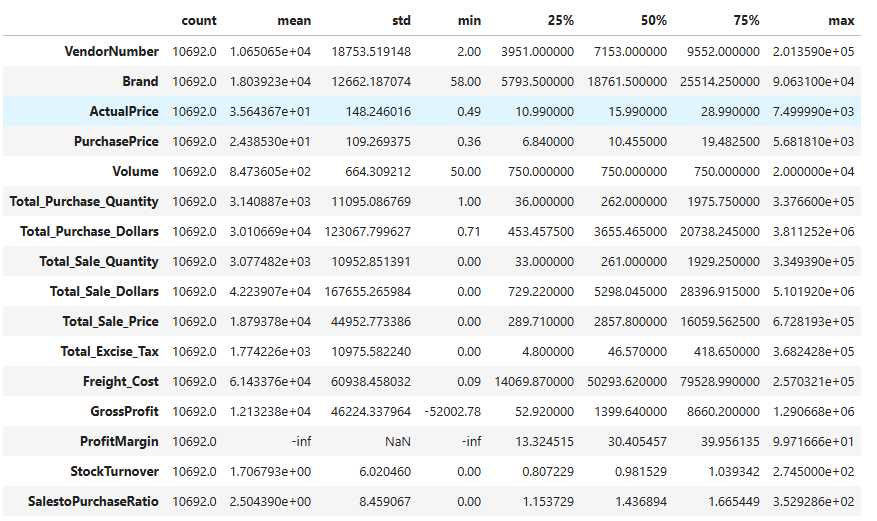 count mean std min 25% 50% 75% max
VendorNumber 10692.0 1.065065e+04 18753.519148 2.00 3951.000000 7153.000000 9552.000000 2.013590e+05
Brand 10692.0 1.803923e+04 12662.187074 58.00 5793.500000 18761.500000 25514.250000 9.063100e+04
ActualPrice 10692.0 3.564367e+01 148.246016 0.49 10.990000 15.990000 28.990000 7.499990e+03
PurchasePrice 10692.0 2.438530e+01 109.269375 0.36 6.840000 10.455000 19.482500 5.681810e+03
Volume 10692.0 8.473605e+02 664.309212 50.00 750.000000 750.000000 750.000000 2.000000e+04
Total_Purchase_Quantity 10692.0 3.140887e+03 11095.086769 1.00 36.000000 262.000000 1975.750000 3.376600e+05
Total_Purchase_Dollars 10692.0 3.010669e+04 123067.799627 0.71 453.457500 3655.465000 20738.245000 3.811252e+06
Total_Sale_Quantity 10692.0 3.077482e+03 10952.851391 0.00 33.000000 261.000000 1929.250000 3.349390e+05
Total_Sale_Dollars 10692.0 4.223907e+04 167655.265984 0.00 729.220000 5298.045000 28396.915000 5.101920e+06
Total_Sale_Price 10692.0 1.879378e+04 44952.773386 0.00 289.710000 2857.800000 16059.562500 6.728193e+05
Total_Excise_Tax 10692.0 1.774226e+03 10975.582240 0.00 4.800000 46.570000 418.650000 3.682428e+05
Freight_Cost 10692.0 6.143376e+04 60938.458032 0.09 14069.870000 50293.620000 79528.990000 2.570321e+05
GrossProfit 10692.0 1.213238e+04 46224.337964 -52002.78 52.920000 1399.640000 8660.200000 1.290668e+06
ProfitMargin 10692.0 -inf NaN -inf 13.324515 30.405457 39.956135 9.971666e+01
StockTurnover 10692.0 1.706793e+00 6.020460 0.00 0.807229 0.981529 1.039342 2.745000e+02
SalestoPurchaseRatio 10692.0 2.504390e+00 8.459067 0.00 1.153729 1.436894 1.665449 3.529286e+02